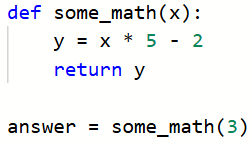 def some_math(x):
    y = x * 5 - 2
    return y

answer = some_math(3)